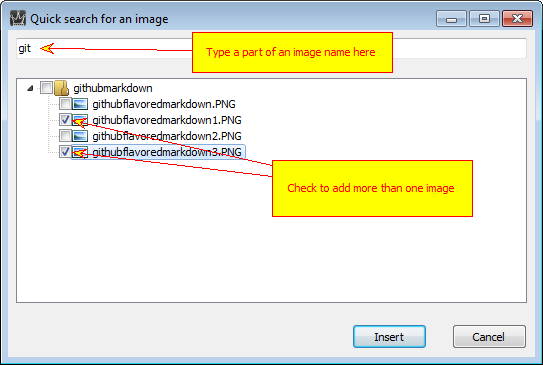 Quick search for an image
git
Type a part of an image name here
githubmarkdown
githubflavoredmarkdown.PNG
githubflavoredmarkdown1.PNG
githubflavoredmarkdown2.PNG
githubflavoredmarkdown3.PNG
Check to add more than one image
Insert
Cancel